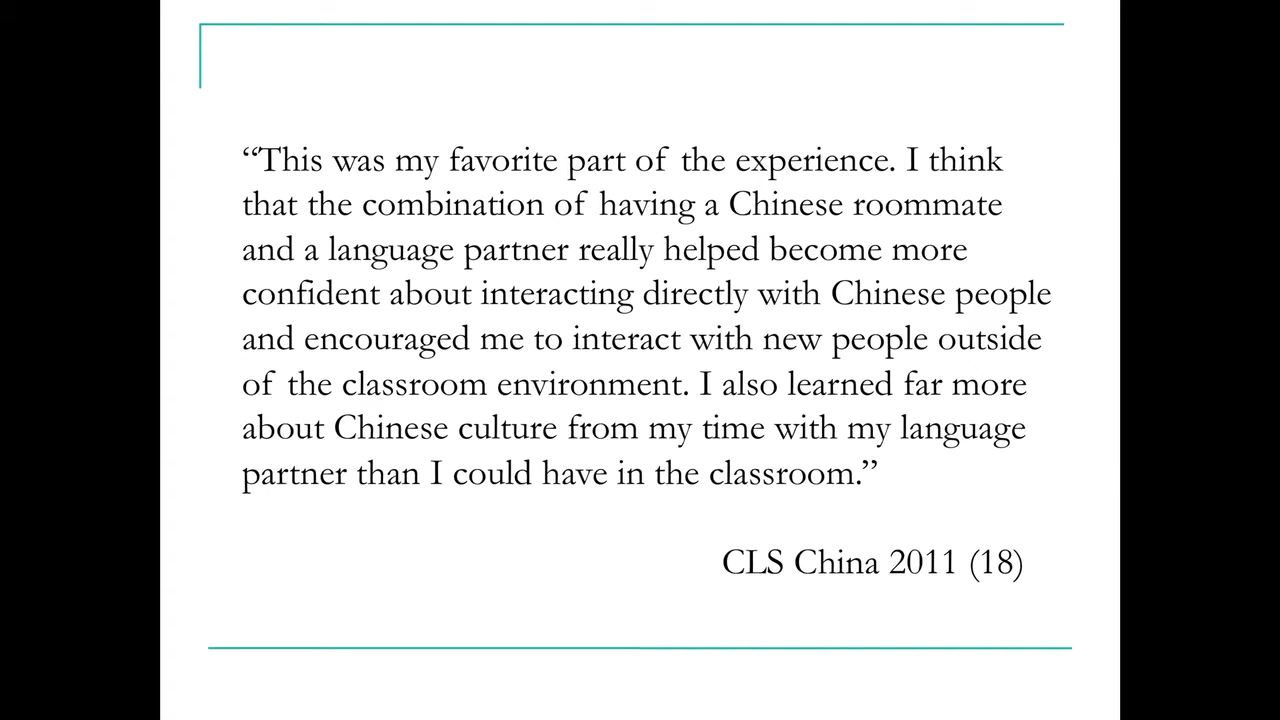 “This was my favorite part of the experience. I think
that the combination of having a Chinese roommate
and a language partner really helped become more
confident about interacting directly with Chinese people
and encouraged me to interact with new people outside
of the classroom environment. I also learned far more
about Chinese culture from my time with my language
partner than I could have in the classroom.”
CLS China 2011 (18)